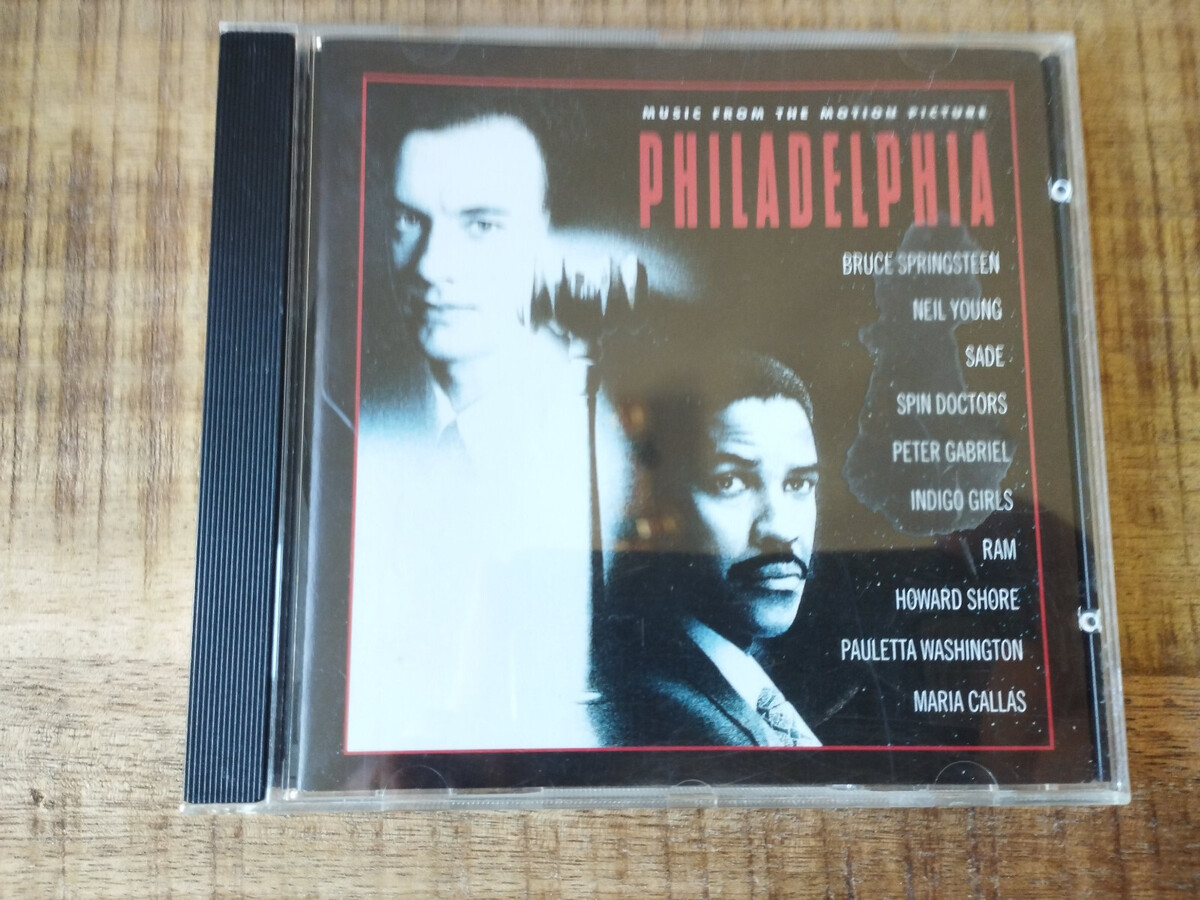 MUSIC FROM THE MOTION PICTURE
PHILADELPHIA
BRUCE SPRINGSTEEN
NEIL YOUNG
SADE
SPIN DOCTORS
PETER GABRIEL
INDIGO GIRLS
RAM
HOWARD SHORE
PAULETTA WASHINGTON
MARIA CALLAS